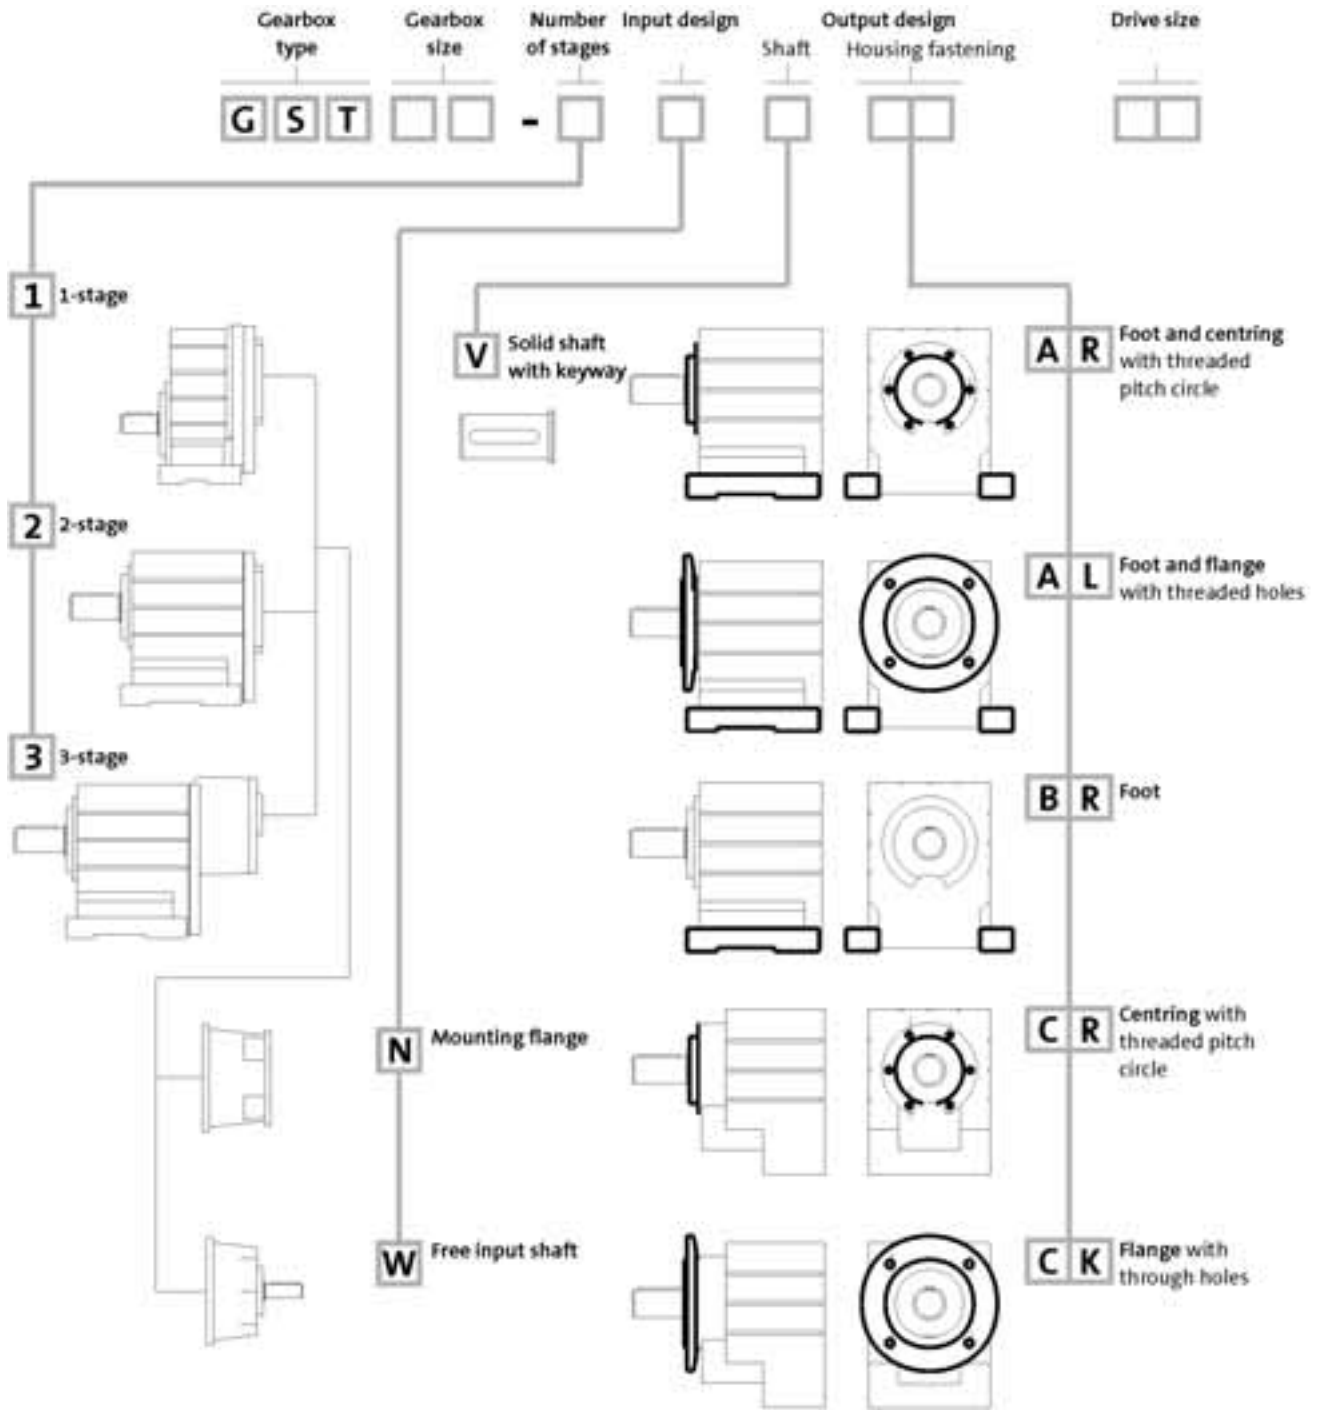 Gearbox type
Gearbox size
Number of stages
Input design
Output design
Shaft
Housing fastening
Drive size
G S T -
1 1-stage
V Solid shaft
with keyway
A R Foot and centring
with threaded
pitch circle
2 2-stage
A L Foot and flange
with threaded holes
3 3-stage
B R Foot
N Mounting flange
C R Centring with
threaded pitch
circle
W Free input shaft
C K Flange with
through holes